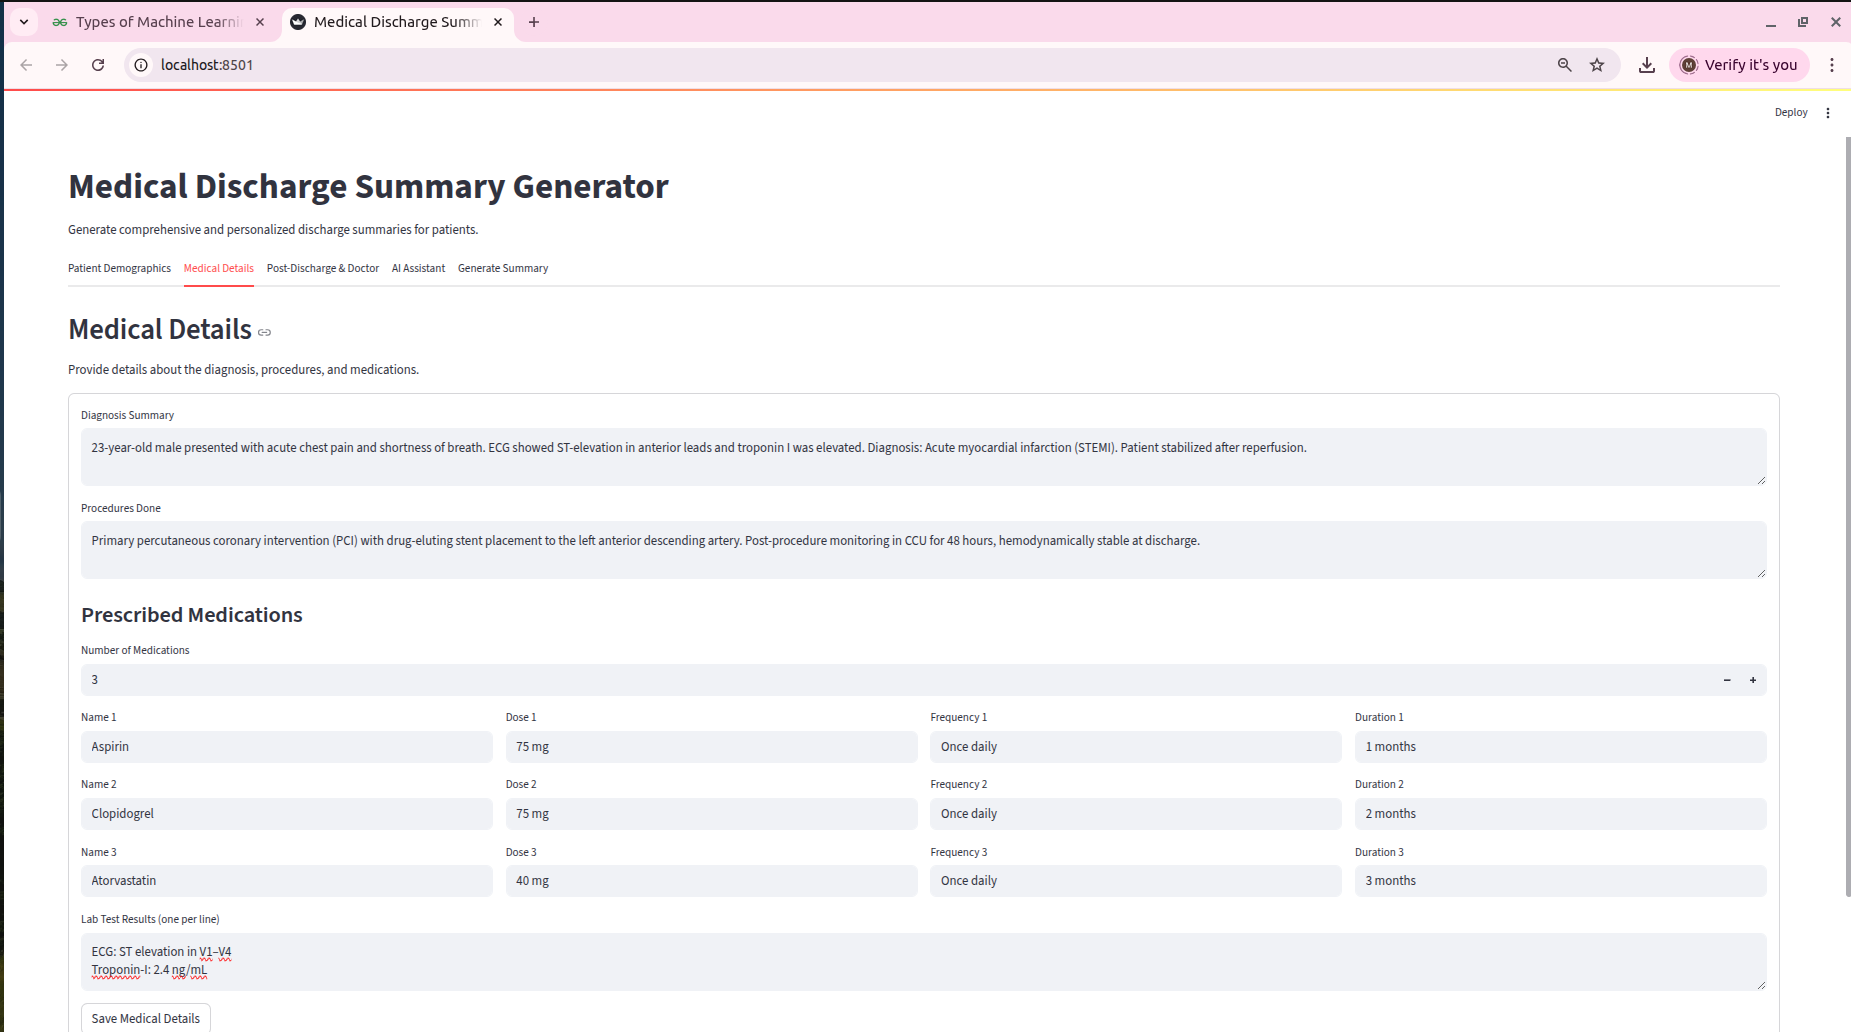 Types of Machine Learni
Medical Discharge Summ
localhost:8501
M
Verify it's you
Deploy
Medical Discharge Summary Generator
Generate comprehensive and personalized discharge summaries for patients.
Patient Demographics Medical Details Post-Discharge & Doctor AI Assistant Generate Summary
Medical Details
Provide details about the diagnosis, procedures, and medications.
Diagnosis Summary
23-year-old male presented with acute chest pain and shortness of breath. ECG showed ST-elevation in anterior leads and troponin I was elevated. Diagnosis: Acute myocardial infarction (STEMI). Patient stabilized after reperfusion.
Procedures Done
Primary percutaneous coronary intervention (PCI) with drug-eluting stent placement to the left anterior descending artery. Post-procedure monitoring in CCU for 48 hours, hemodynamically stable at discharge.
Prescribed Medications
Number of Medications
3
Name 1 Dose 1 Frequency 1 Duration 1
Aspirin 75 mg Once daily 1 months
Name 2 Dose 2 Frequency 2 Duration 2
Clopidogrel 75 mg Once daily 2 months
Name 3 Dose 3 Frequency 3 Duration 3
Atorvastatin 40 mg Once daily 3 months
Lab Test Results (one per line)
ECG: ST elevation in V1–V4
Troponin-I: 2.4 ng/mL
Save Medical Details